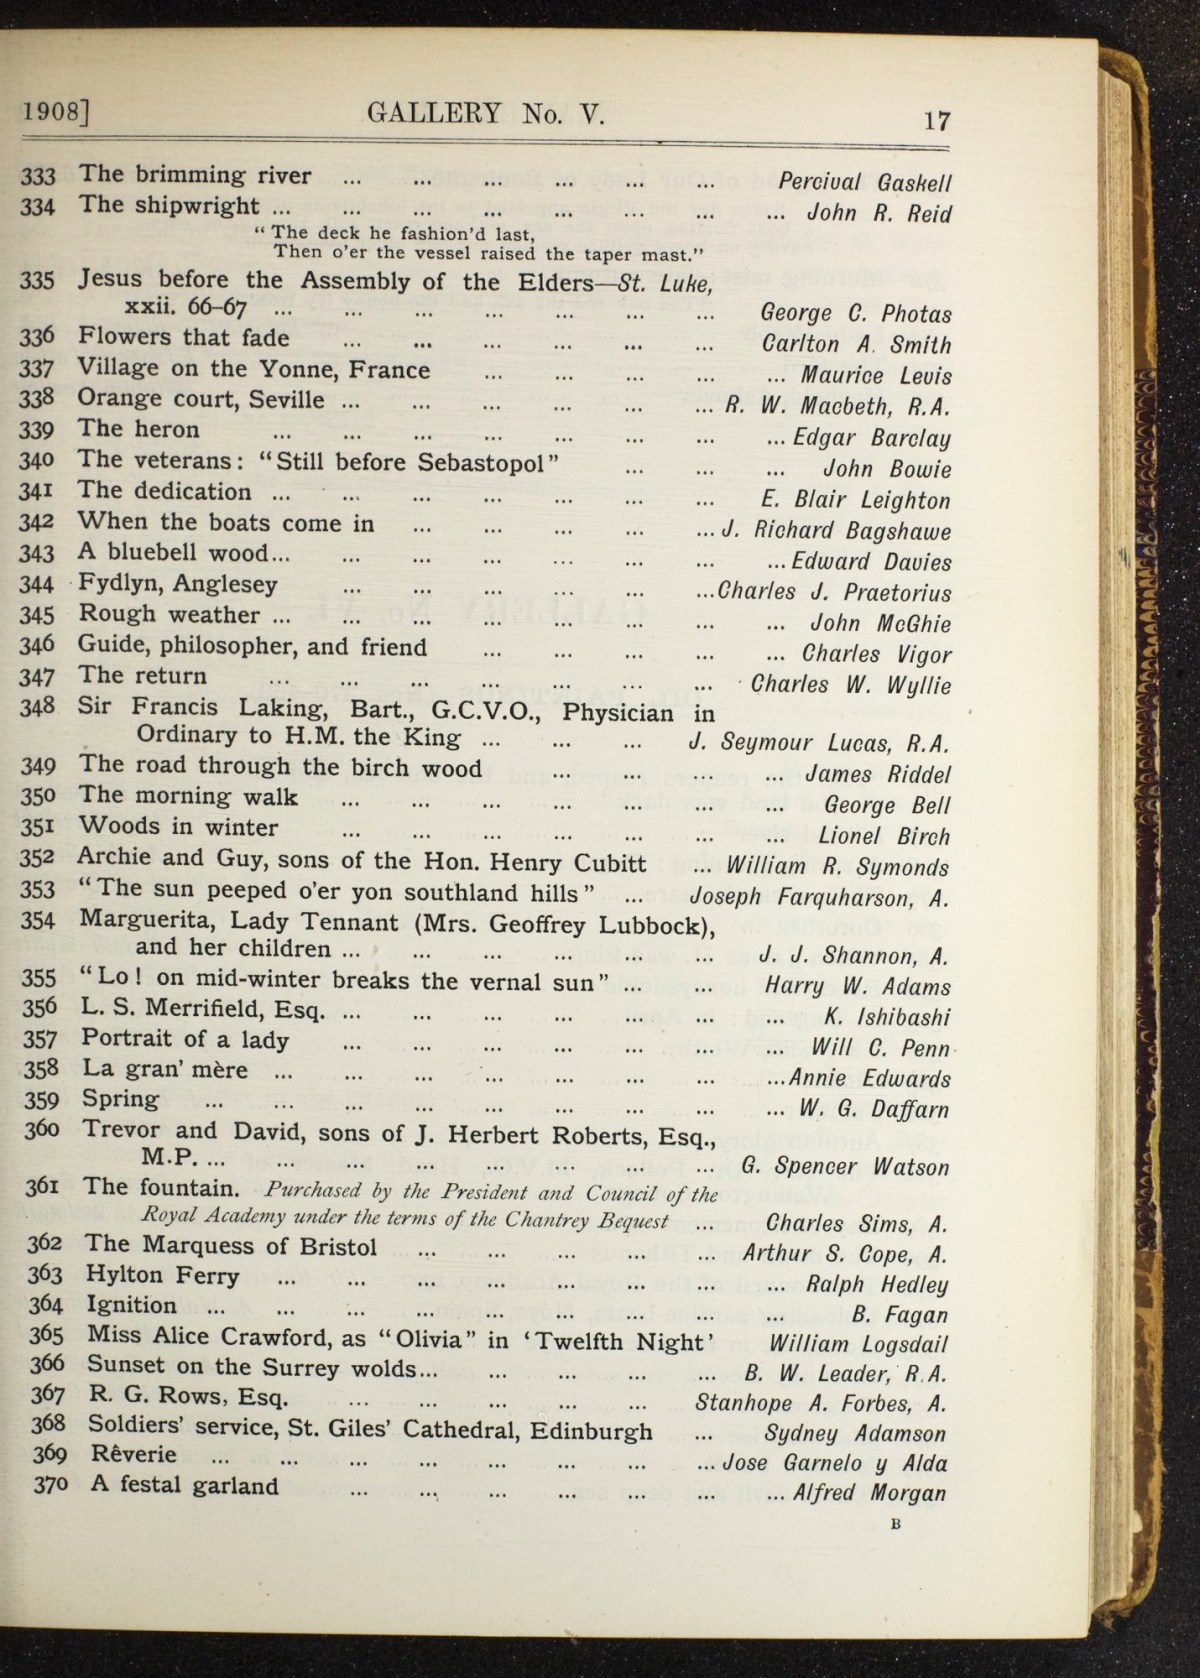 1908] GALLERY No. V. 17
333 The brimming river ... ... ... ... ... ... Percival Gaskell
334 The shipwright ... ... ... ... ... ... ... ... John R. Reid
“The deck he fashion'd last,
Then o'er the vessel raised the taper mast.”
335 Jesus before the Assembly of the Elders—St. Luke,
xxii. 66–67 ... ... ... ... ... ... ... George C. Photas
336 Flowers that fade ... ... ... ... ... ... Carlton A. Smith
337 Village on the Yonne, France ... ... ... ... ... Maurice Levis
338 Orange court, Seville ... ... ... ... ... ... R. W. Macbeth, R.A.
339 The heron ... ... ... ... ... ... ... ... Edgar Barclay
340 The veterans: “Still before Sebastopol” ... ... ... John Bowie
341 The dedication ... ... ... ... ... ... ... E. Blair Leighton
342 When the boats come in ... ... ... ... ... J. Richard Bagshawe
343 A bluebell wood... ... ... ... ... ... ... ... Edward Davies
344 Fydlyn, Anglesey ... ... ... ... ... ... Charles J. Praetorius
345 Rough weather ... ... ... ... ... ... ... ... John McGhie
346 Guide, philosopher, and friend ... ... ... ... ... Charles Vigor
347 The return ... ... ... ... ... ... ... Charles W. Wyllie
348 Sir Francis Laking, Bart., G.C.V.O., Physician in
Ordinary to H.M. the King ... ... ... J. Seymour Lucas, R.A.
349 The road through the birch wood ... ... ... ... James Riddel
350 The morning walk ... ... ... ... ... ... ... George Bell
351 Woods in winter ... ... ... ... ... ... ... Lionel Birch
352 Archie and Guy, sons of the Hon. Henry Cubitt ... William R. Symonds
353 “The sun peeped o'er yon southland hills” ... Joseph Farquharson, A.
354 Marguerita, Lady Tennant (Mrs. Geoffrey Lubbock),
and her children ... ... ... ... ... ... J. J. Shannon, A.
355 “Lo! on mid-winter breaks the vernal sun” ... ... Harry W. Adams
356 L. S. Merrifield, Esq. ... ... ... ... ... ... ... K. Ishibashi
357 Portrait of a lady ... ... ... ... ... ... ... Will C. Penn
358 La gran' mère ... ... ... ... ... ... ... ... Annie Edwards
359 Spring ... ... ... ... ... ... ... ... ... W. G. Daffarn
360 Trevor and David, sons of J. Herbert Roberts, Esq.,
M.P. ... ... ... ... ... ... ... ... G. Spencer Watson
361 The fountain. Purchased by the President and Council of the
Royal Academy under the terms of the Chantrey Bequest ... Charles Sims, A.
362 The Marquess of Bristol ... ... ... ... ... Arthur S. Cope, A.
363 Hylton Ferry ... ... ... ... ... ... ... ... Ralph Hedley
364 Ignition ... ... ... ... ... ... ... ... ... B. Fagan
365 Miss Alice Crawford, as “Olivia” in ‘Twelfth Night’ William Logsdail
366 Sunset on the Surrey wolds... ... ... ... ... B. W. Leader, R.A.
367 R. G. Rows, Esq. ... ... ... ... ... Stanhope A. Forbes, A.
368 Soldiers' service, St. Giles' Cathedral, Edinburgh ... Sydney Adamson
369 Rêverie ... ... ... ... ... ... ... ... Jose Garnelo y Alda
370 A festal garland ... ... ... ... ... ... ... Alfred Morgan
B